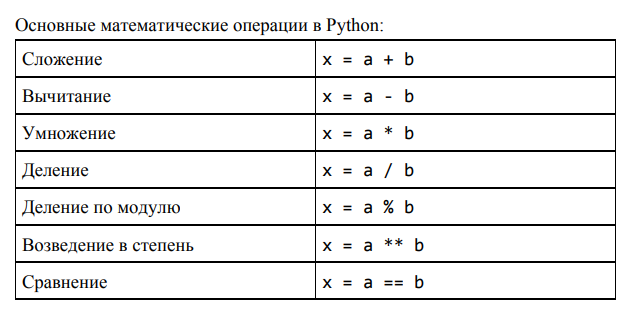 Основные математические операции в Python:
Сложение x = a + b
Вычитание x = a - b
Умножение x = a * b
Деление x = a / b
Деление по модулю x = a % b
Возведение в степень x = a ** b
Сравнение x = a == b